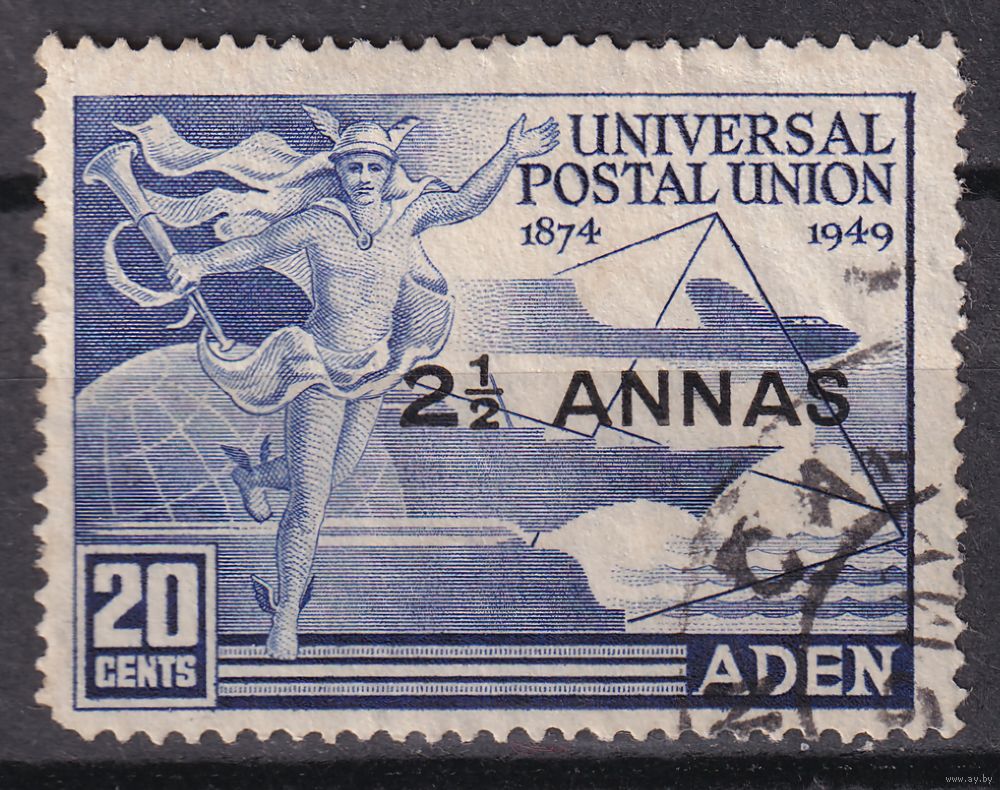 UNIVERSAL
POSTAL UNION
1874 1949
2½ ANNAS
20
CENTS
ADEN
www.ay.by